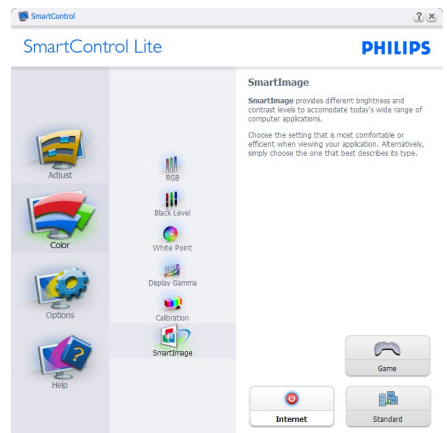 SmartControl
SmartControl Lite
PHILIPS
Adjust
Color
Options
Help
RGB
Black Level
White Point
Display Gamma
Calibration
SmartImage
SmartImage
SmartImage provides different brightness and
contrast levels to accomodate today's wide range of
computer applications.
Choose the setting that is most comfortable or
efficient when viewing your application. Alternatively,
simply choose the one that best describes its type.
Game
Internet
Standard